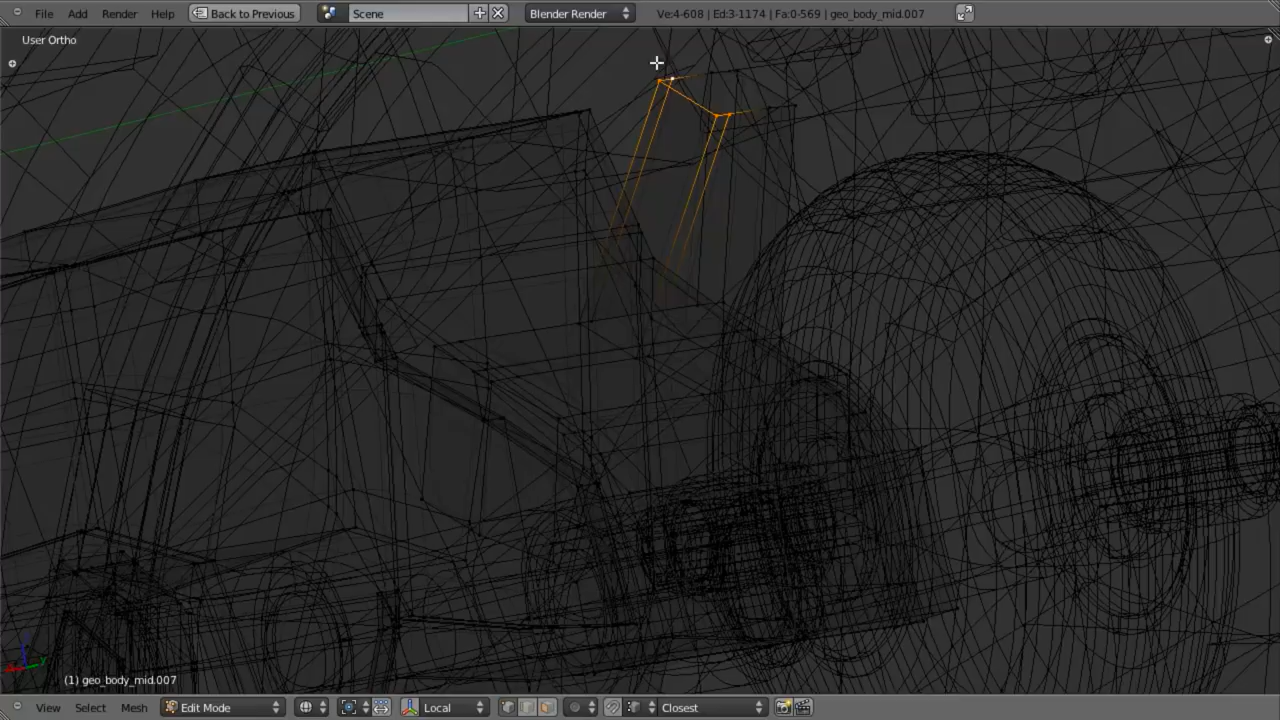 File Add Render Help Back to Previous Scene Blender Render Ve:4-608 | Ed:3-1174 | Fa:0-569 | geo_body_mid.007
User Ortho
(1) geo_body_mid.007
View Select Mesh Edit Mode Local Closest